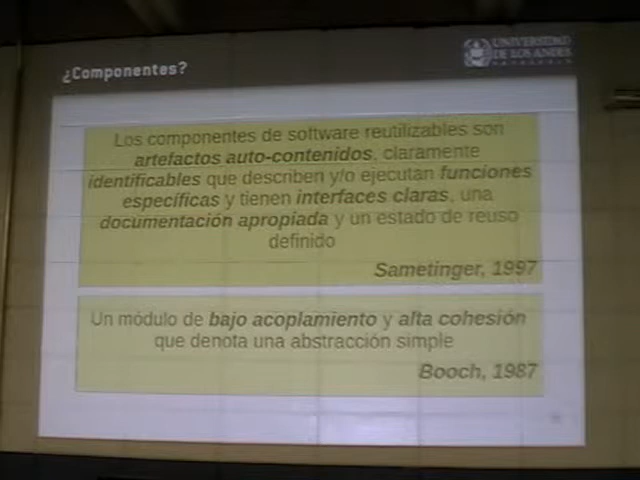 ¿Componentes?
UNIVERSIDAD
DE LOS ANDES
Los componentes de software reutilizables son
artefactos auto-contenidos, claramente
identificables que describen y/o ejecutan funciones
específicas y tienen interfaces claras, una
documentación apropiada y un estado de reuso
definido
Sametinger, 1997
Un módulo de bajo acoplamiento y alta cohesión
que denota una abstracción simple
Booch, 1987